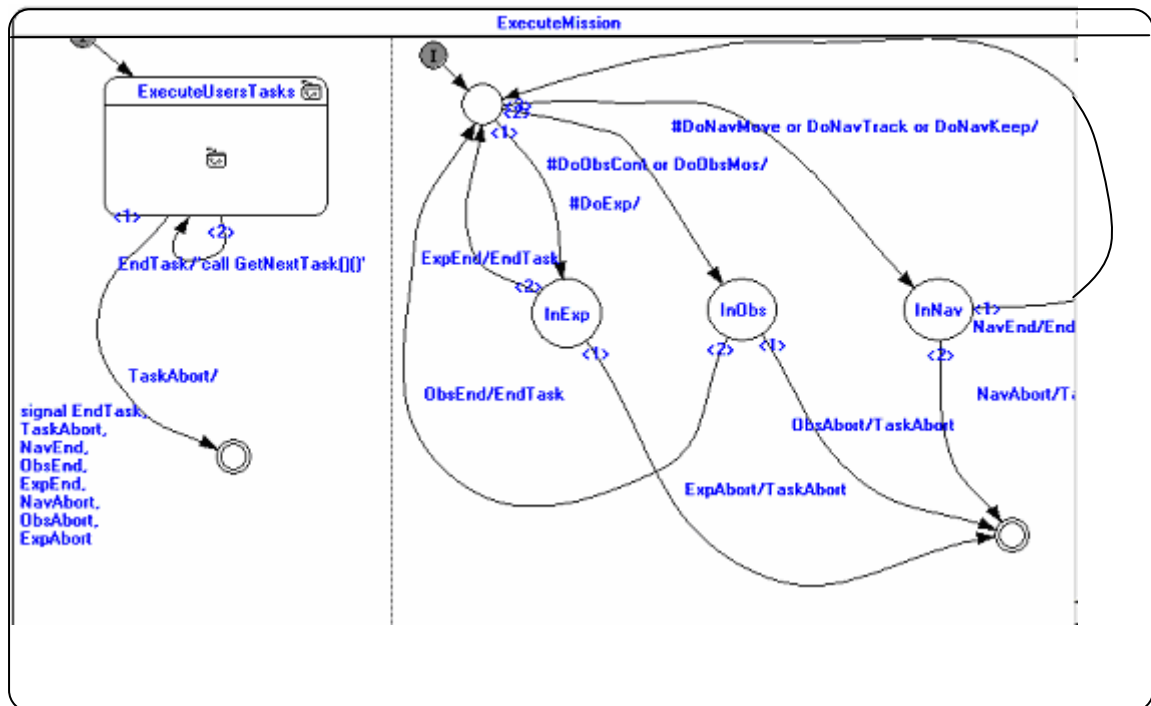 ExecuteMission
I
ExecuteUsersTasks
<1>
<2>
EndTask/'call GetNextTask()()'
TaskAbort/
signal EndTask,
TaskAbort,
NavEnd,
ObsEnd,
ExpEnd,
NavAbort,
ObsAbort,
ExpAbort
I
<2>
<1>
#DoNavMove or DoNavTrack or DoNavKeep/
#DoObsCont or DoObsMos/
#DoExp/
ExpEnd/EndTask
<2>
InExp
<1>
InObs
<2>
<1>
InNav
<1>
NavEnd/End
<2>
ObsEnd/EndTask
NavAbort/Ta
ObsAbort/TaskAbort
ExpAbort/TaskAbort